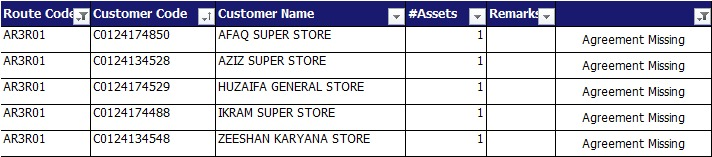 Route Code Customer Code Customer Name #Assets Remarks
AR3R01 C0124174850 AFAQ SUPER STORE 1 Agreement Missing
AR3R01 C0124134528 AZIZ SUPER STORE 1 Agreement Missing
AR3R01 C0124174529 HUZAIFA GENERAL STORE 1 Agreement Missing
AR3R01 C0124174488 IKRAM SUPER STORE 1 Agreement Missing
AR3R01 C0124134548 ZEESHAN KARYANA STORE 1 Agreement Missing